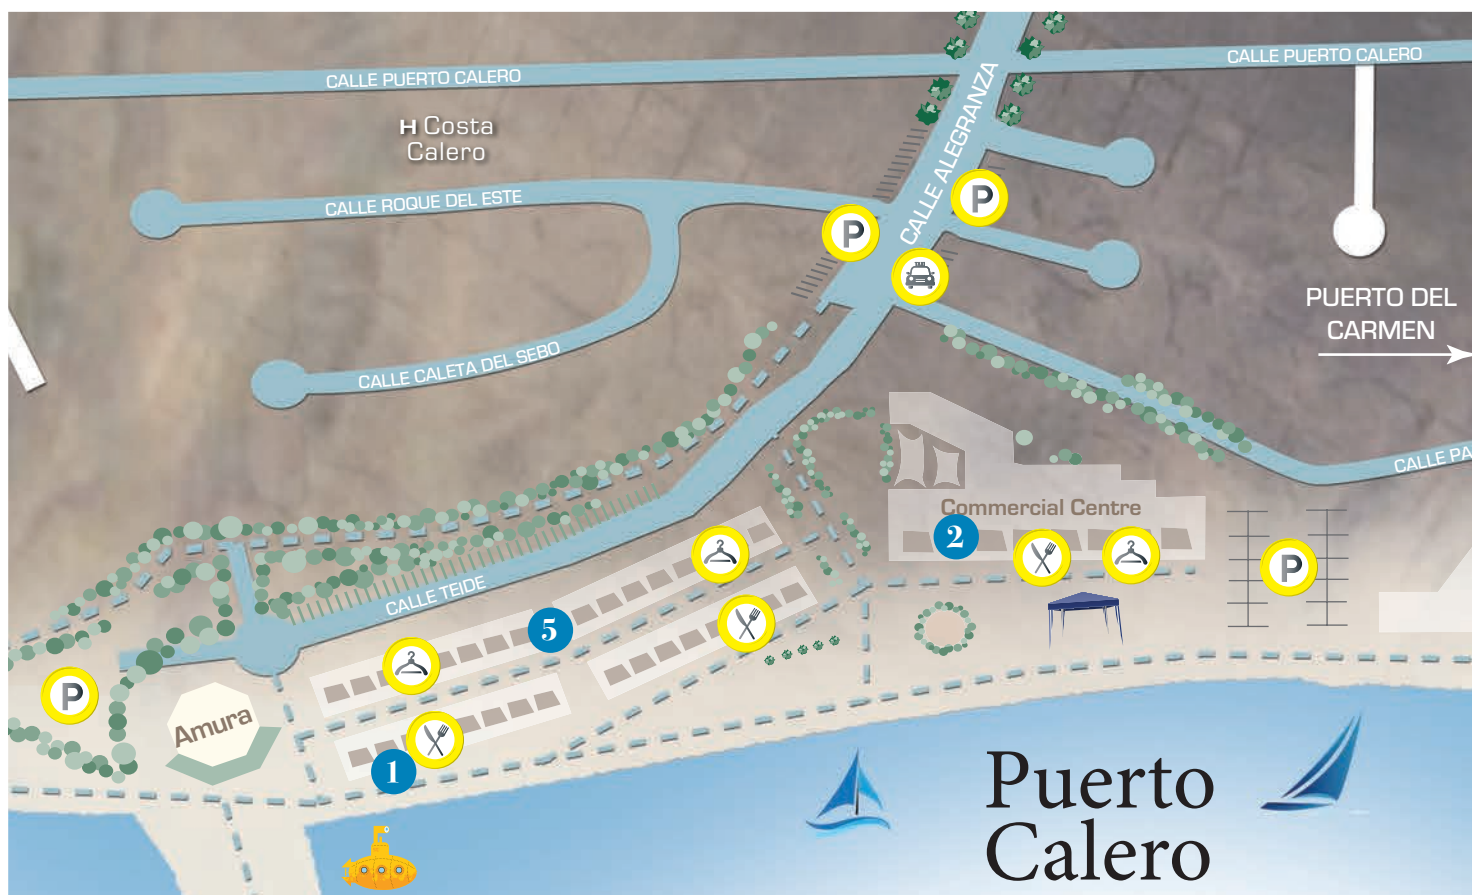 CALLE PUERTO CALERO
CALLE PUERTO CALERO
H Costa
Calero
CALLE ALEGRANZA
CALLE ROQUE DEL ESTE
P
P
TAXI
PUERTO DEL
CARMEN
CALLE CALETA DEL SEBO
CALLE PA
Commercial Centre
2
P
CALLE TEIDE
5
P
Amura
1
Puerto
Calero